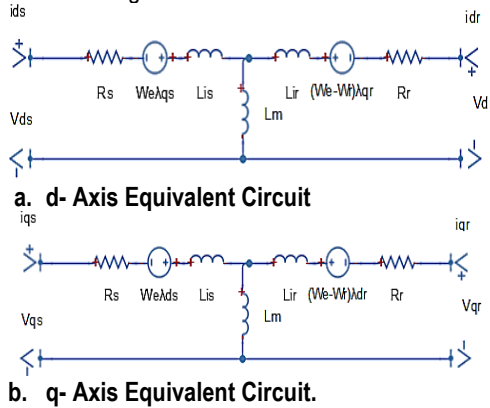 ids
idr
Rs Weλqs Lis Lir (We-Wr)λqr Rr
Lm
Vds
Vd
a. d- Axis Equivalent Circuit
iqs
iqr
Rs Weλds Lis Lir (We-Wr)λdr Rr
Lm
Vqs
Vqr
b. q- Axis Equivalent Circuit.